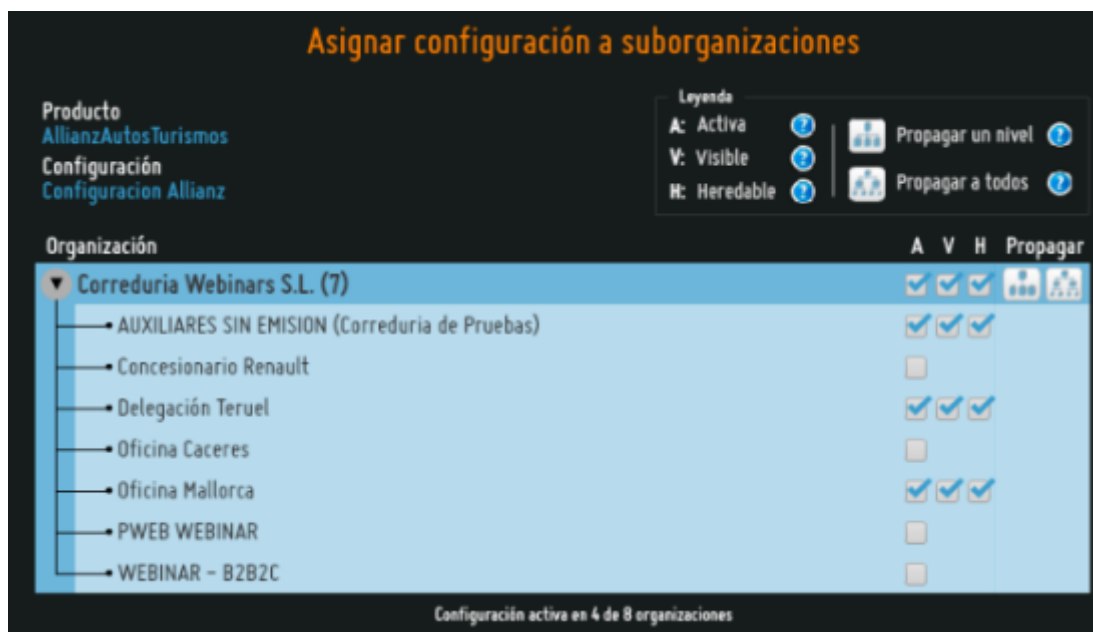 Asignar configuración a suborganizaciones
Producto
AllianzAutosTurismos
Configuración
Configuracion Allianz
Leyenda
A: Activa
V: Visible
H: Heredable
Propagar un nivel
Propagar a todos
Organización A V H Propagar
Correduria Webinars S.L. (7)
AUXILIARES SIN EMISION (Correduria de Pruebas)
Concesionario Renault
Delegación Teruel
Oficina Caceres
Oficina Mallorca
PWEB WEBINAR
WEBINAR - B2B2C
Configuración activa en 4 de 8 organizaciones